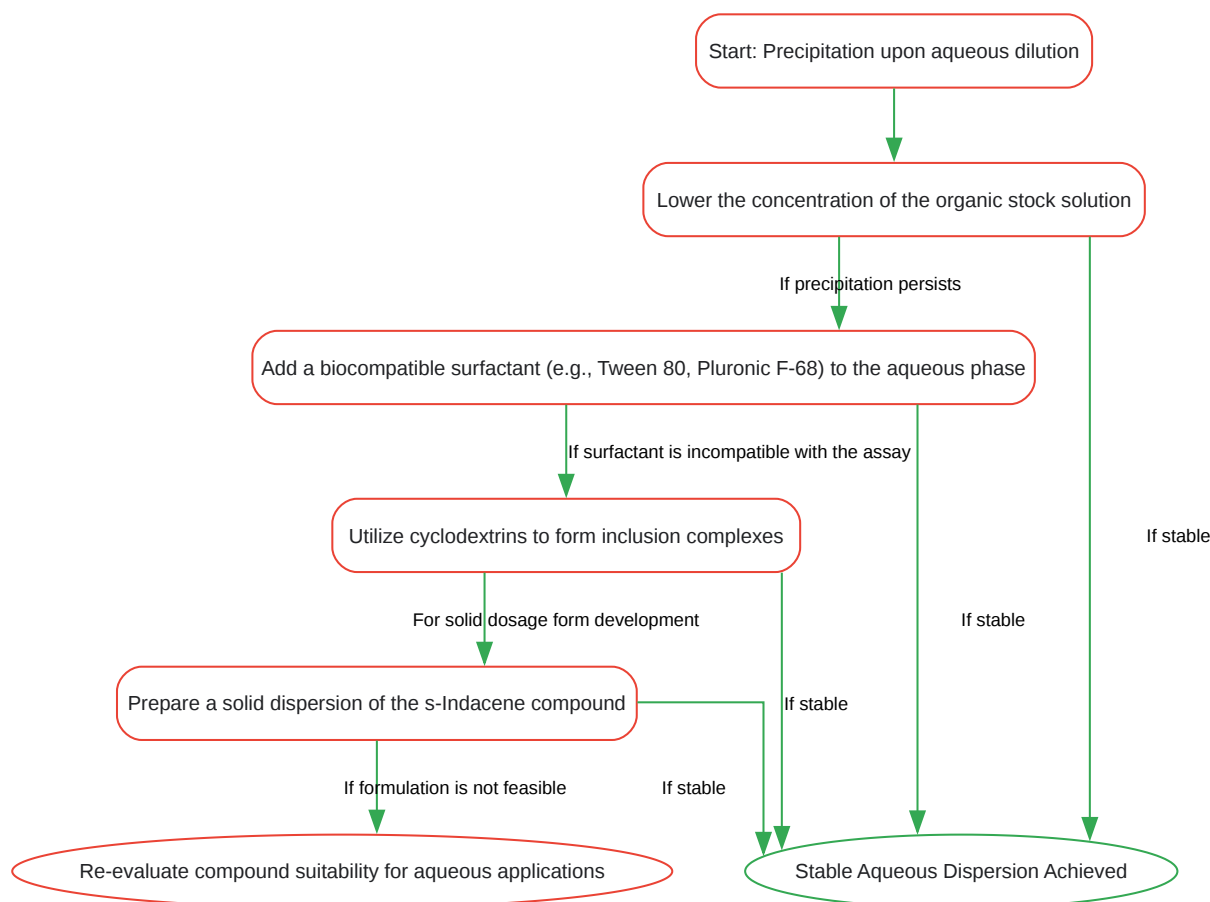 Start: Precipitation upon aqueous dilution
Lower the concentration of the organic stock solution
If precipitation persists
Add a biocompatible surfactant (e.g., Tween 80, Pluronic F-68) to the aqueous phase
If surfactant is incompatible with the assay
Utilize cyclodextrins to form inclusion complexes
If stable
For solid dosage form development
If stable
Prepare a solid dispersion of the s-Indacene compound
If stable
If formulation is not feasible
If stable
Re-evaluate compound suitability for aqueous applications
Stable Aqueous Dispersion Achieved